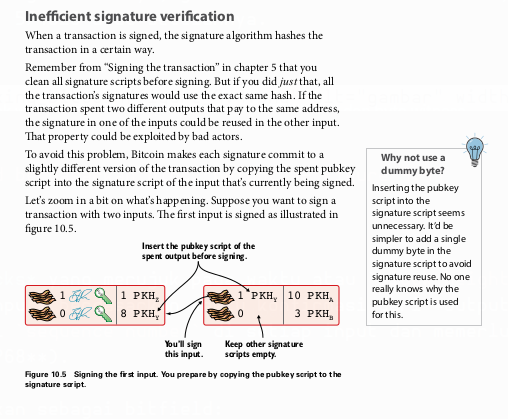 Inefficient signature verification
When a transaction is signed, the signature algorithm hashes the
transaction in a certain way.
Remember from “Signing the transaction” in chapter 5 that you
clean all signature scripts before signing. But if you did just that, all
the transaction’s signatures would use the exact same hash. If the
transaction spent two different outputs that pay to the same address,
the signature in one of the inputs could be reused in the other input.
That property could be exploited by bad actors.
To avoid this problem, Bitcoin makes each signature commit to a
slightly different version of the transaction by copying the spent pubkey
script into the signature script of the input that’s currently being signed.
Let’s zoom in a bit on what’s happening. Suppose you want to sign a
transaction with two inputs. The first input is signed as illustrated in
figure 10.5.
Why not use a
dummy byte?
Inserting the pubkey
script into the
signature script seems
unnecessary. It’d be
simpler to add a single
dummy byte in the
signature script to avoid
signature reuse. No one
really knows why the
pubkey script is used
for this.
Insert the pubkey script of the
spent output before signing.
1 1 PKHZ 1 PKHY 10 PKHA
0 8 PKHY 0 3 PKHB
You’ll sign
this input.
Keep other signature
scripts empty.
Figure 10.5 Signing the first input. You prepare by copying the pubkey script to the
signature script.